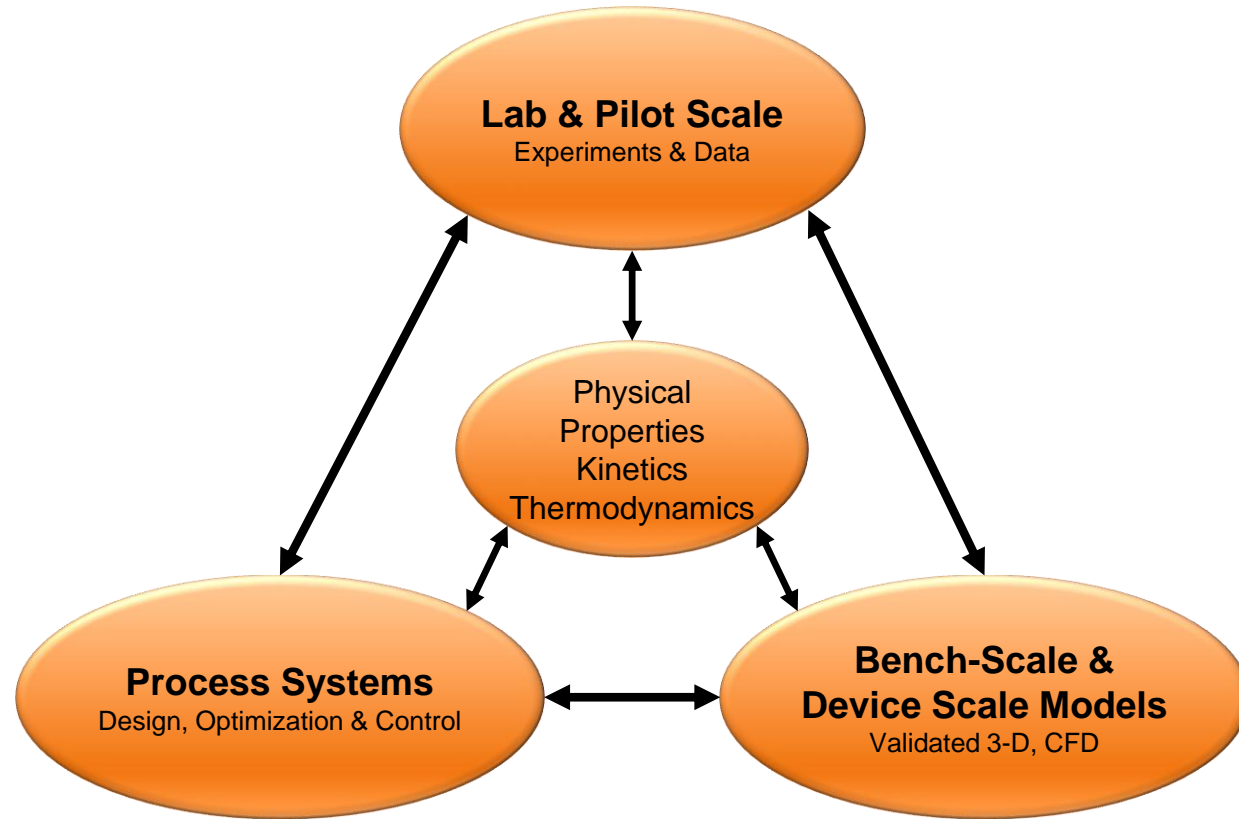 Lab & Pilot Scale
Experiments & Data
Physical
Properties
Kinetics
Thermodynamics
Process Systems
Design, Optimization & Control
Bench-Scale &
Device Scale Models
Validated 3-D, CFD